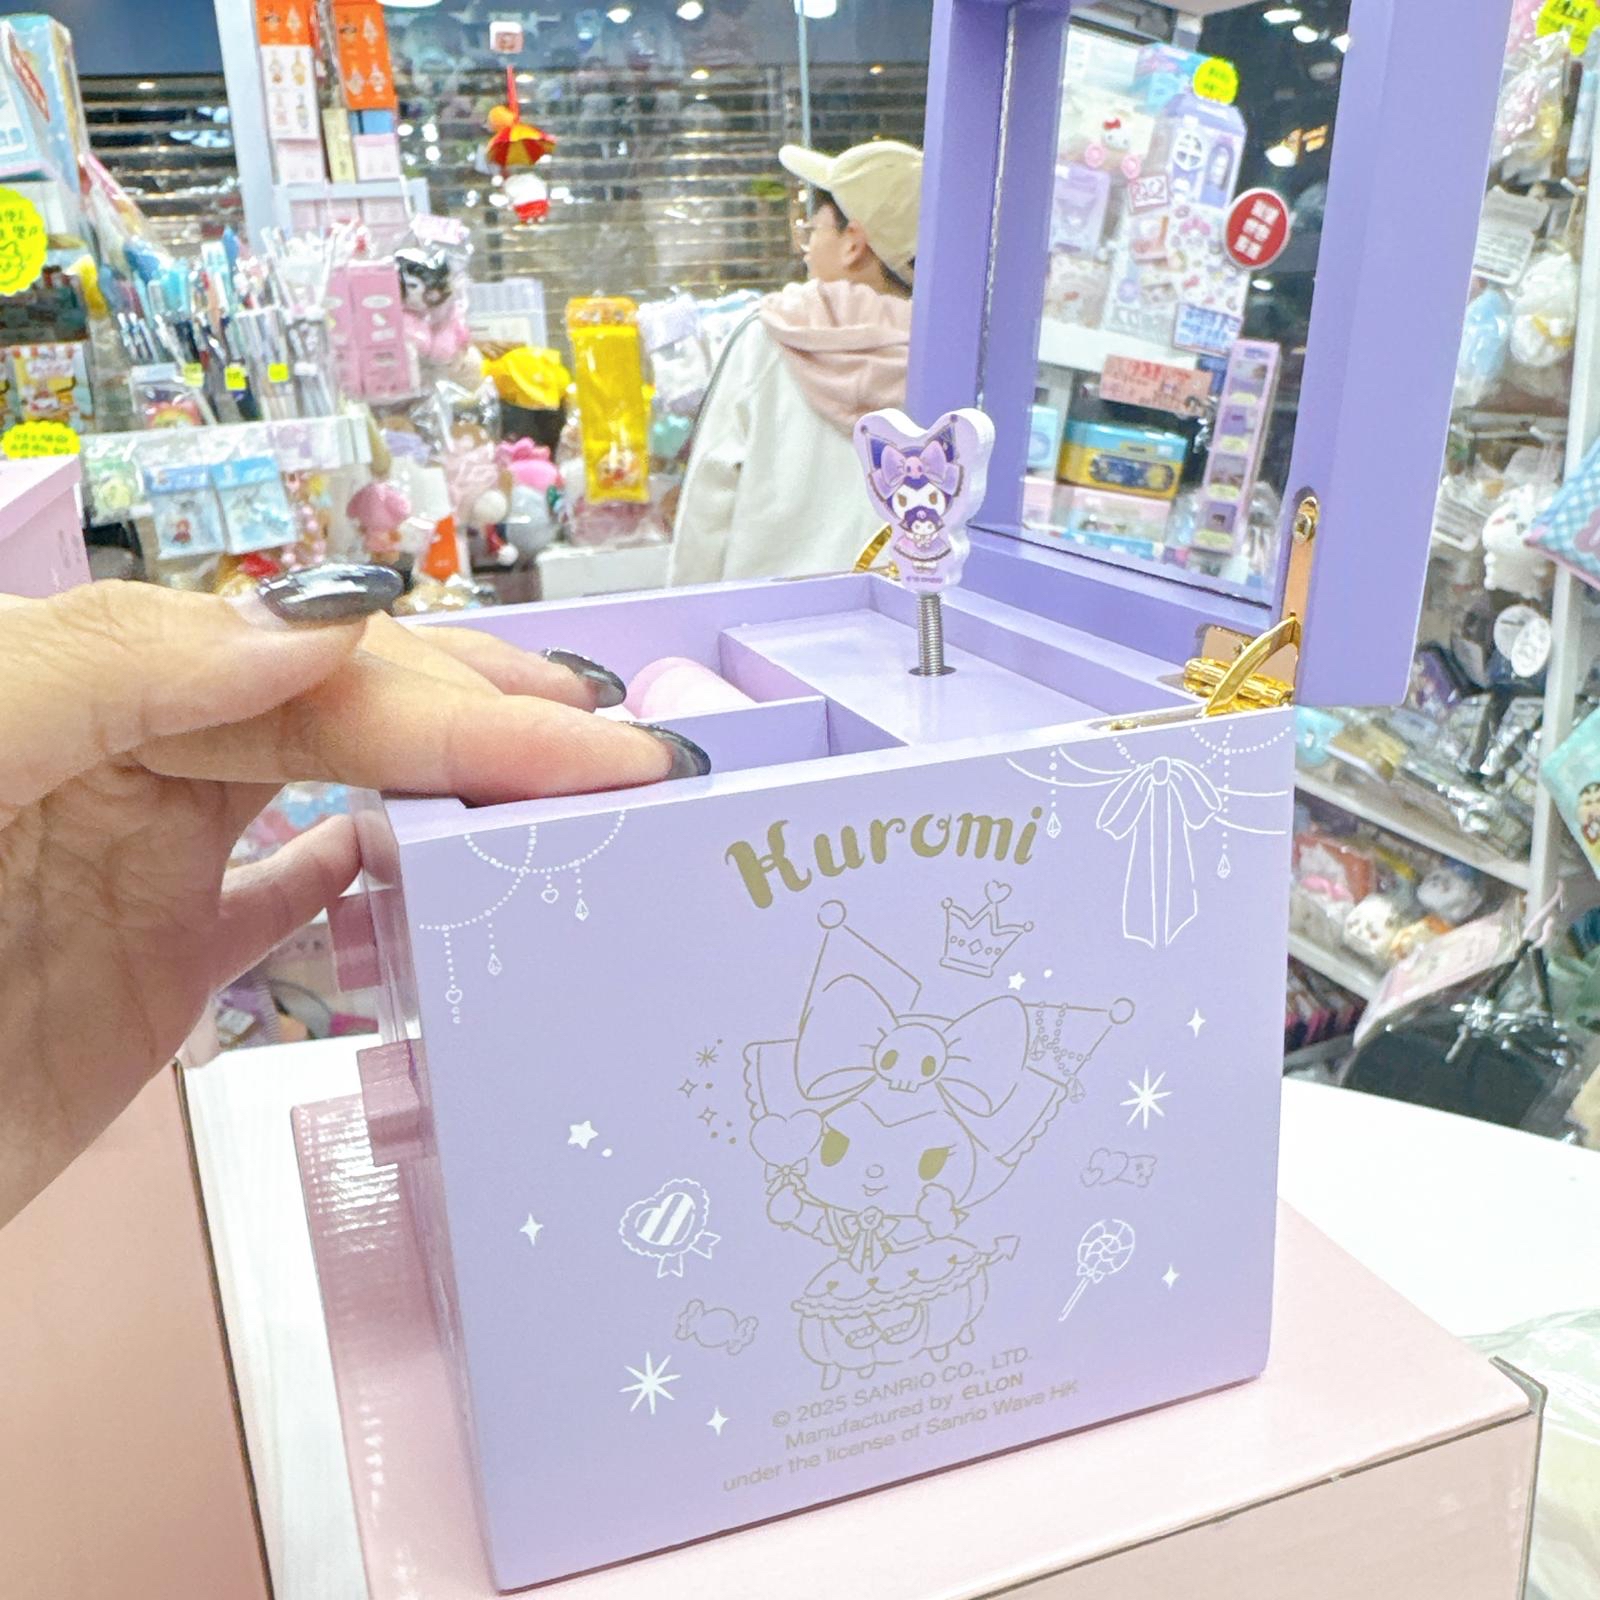 Kuromi
© 2025 SANRIO CO., LTD.
Manufactured by ELLON
under the license of Sanrio Wave HK